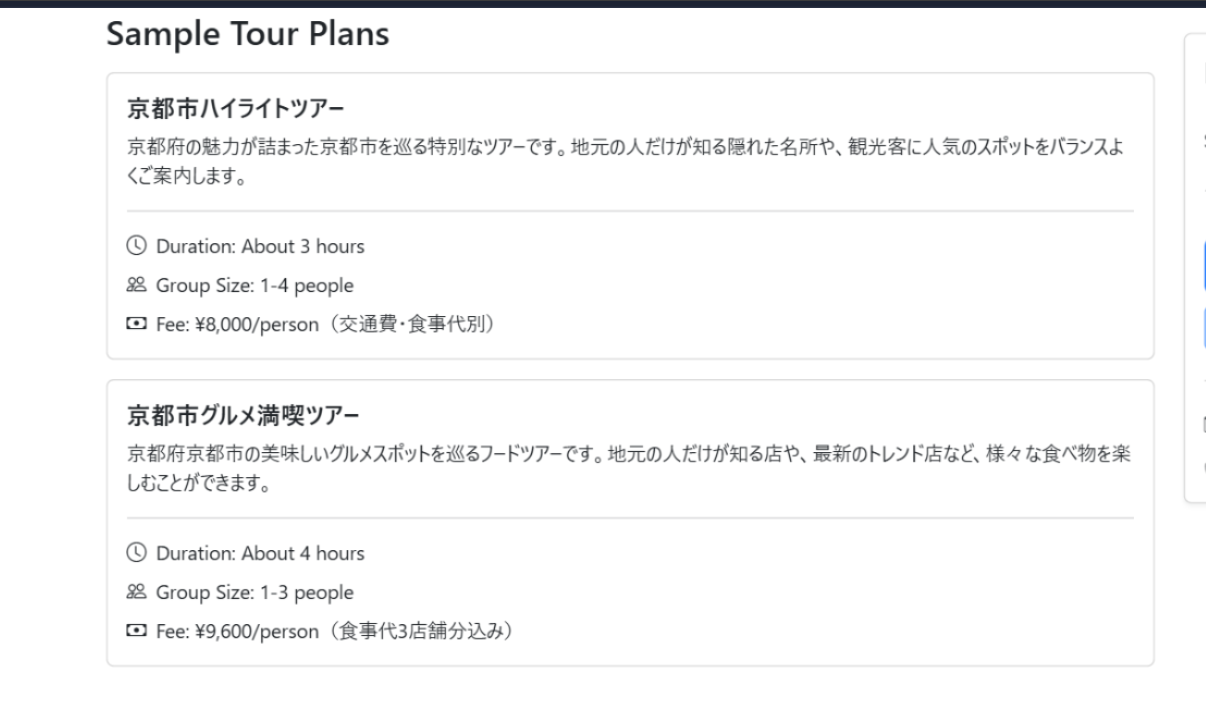 Sample Tour Plans
京都市ハイライトツアー
京都府の魅力が詰まった京都市を巡る特別なツアーです。地元の人だけが知る隠れた名所や、観光客に人気のスポットをバランスよ
くご案内します。
Duration: About 3 hours
Group Size: 1-4 people
Fee: ¥8,000/person（交通費・食事代別）
京都市グルメ満喫ツアー
京都府京都市の美味しいグルメスポットを巡るフードツアーです。地元の人だけが知る店や、最新のトレンド店など、様々な食べ物を楽
しむことができます。
Duration: About 4 hours
Group Size: 1-3 people
Fee: ¥9,600/person（食事代3店舗分込み）